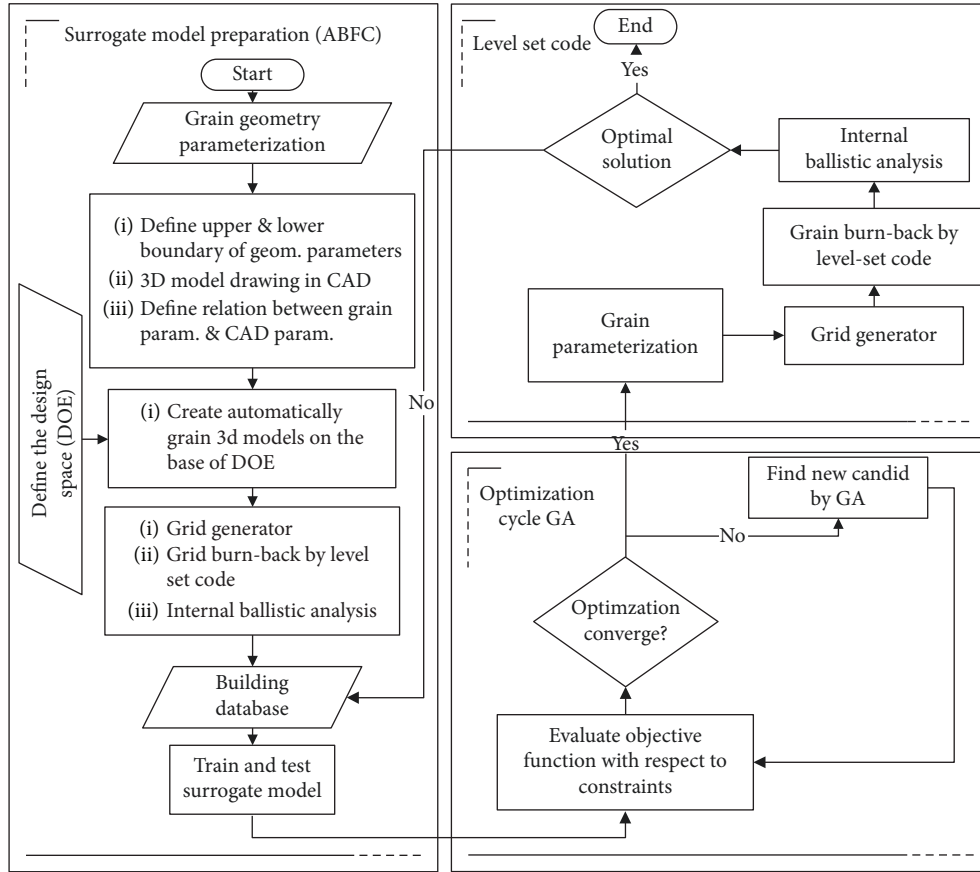 Surrogate model preparation (ABFC)
Start
Grain geometry
parameterization
(i) Define upper & lower
boundary of geom. parameters
(ii) 3D model drawing in CAD
(iii) Define relation between grain
param. & CAD param.
Define the design
space (DOE)
(i) Create automatically
grain 3d models on the
base of DOE
(i) Grid generator
(ii) Grid burn-back by level
set code
(iii) Internal ballistic analysis
Building
database
Train and test
surrogate model
Level set code
End
Yes
Optimal
solution
No
Internal
ballistic analysis
Grain burn-back by
level-set code
Grid generator
Grain
parameterization
Yes
Optimization
cycle GA
Find new candid
by GA
No
Optimzation
converge?
Evaluate objective
function with respect to
constraints